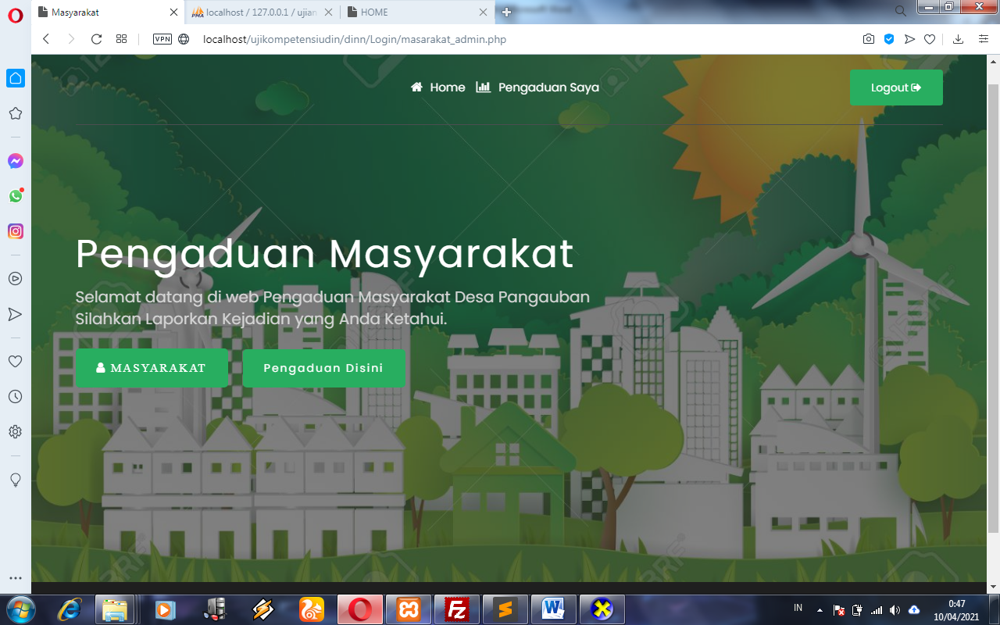 Masyarakat
localhost / 127.0.0.1 / ujian
HOME
VPN
localhost/ujikompetensiudin/dinn/Login/masarakat_admin.php
Home
Pengaduan Saya
Logout
Pengaduan Masyarakat
Selamat datang di web Pengaduan Masyarakat Desa Pangauban
Silahkan Laporkan Kejadian yang Anda Ketahui.
MASYARAKAT
Pengaduan Disini
123RF
IN
0:47
10/04/2021